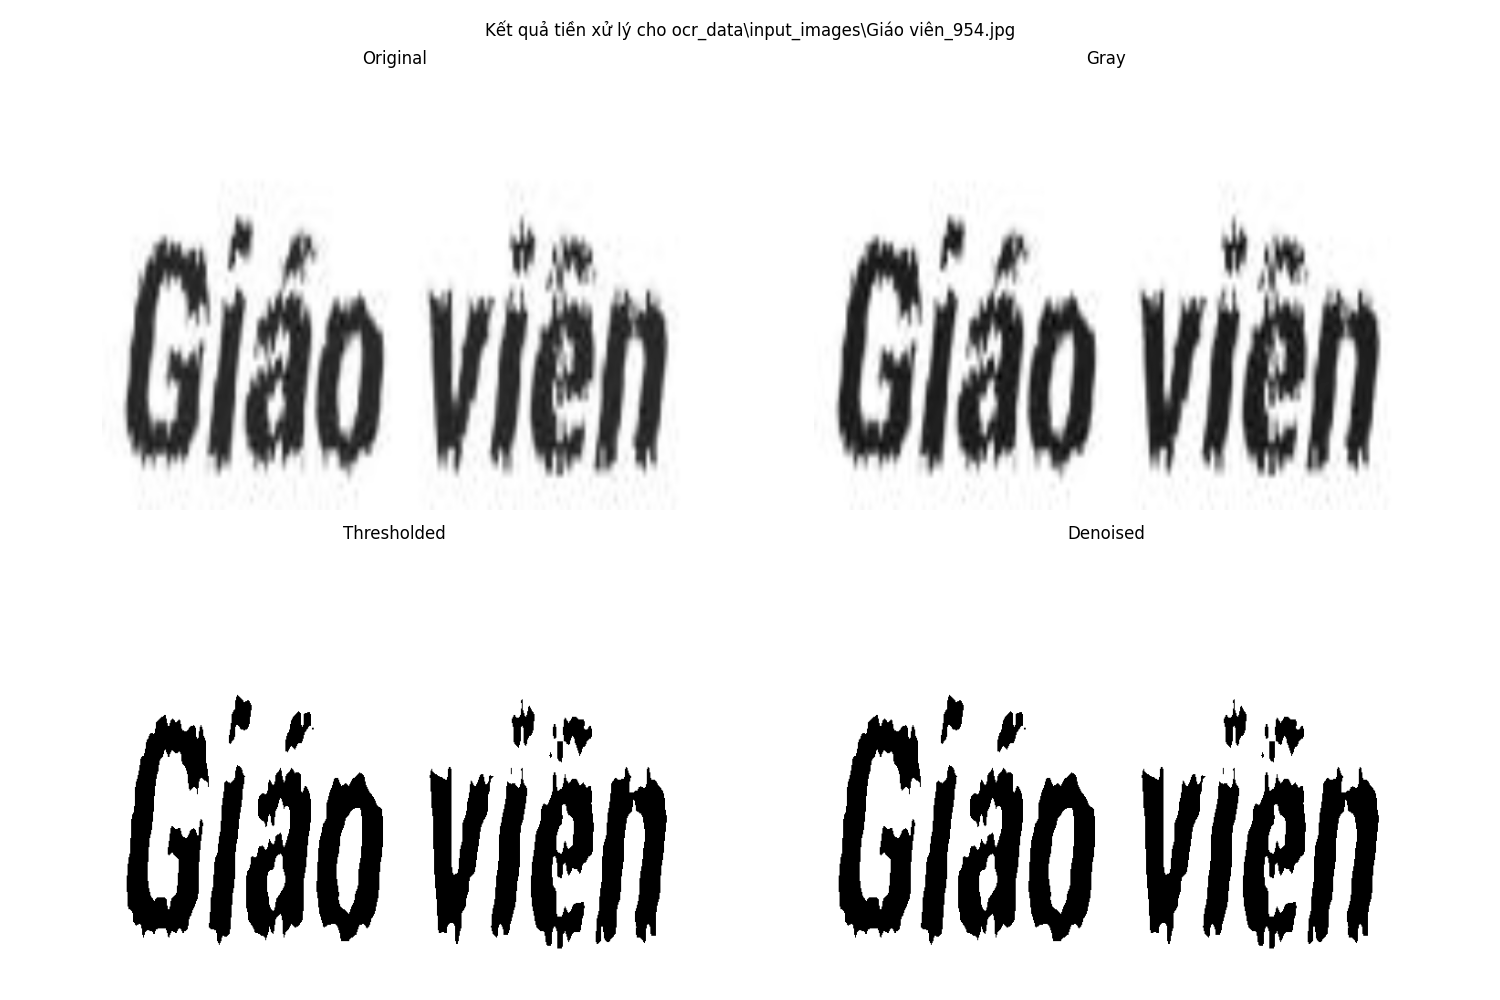 Kết quả tiền xử lý cho ocr_data\input_images\Giáo viên_954.jpg
Original
Gray
Giáo viên
Giáo viên
Thresholded
Denoised
Giáo viên
Giáo viên